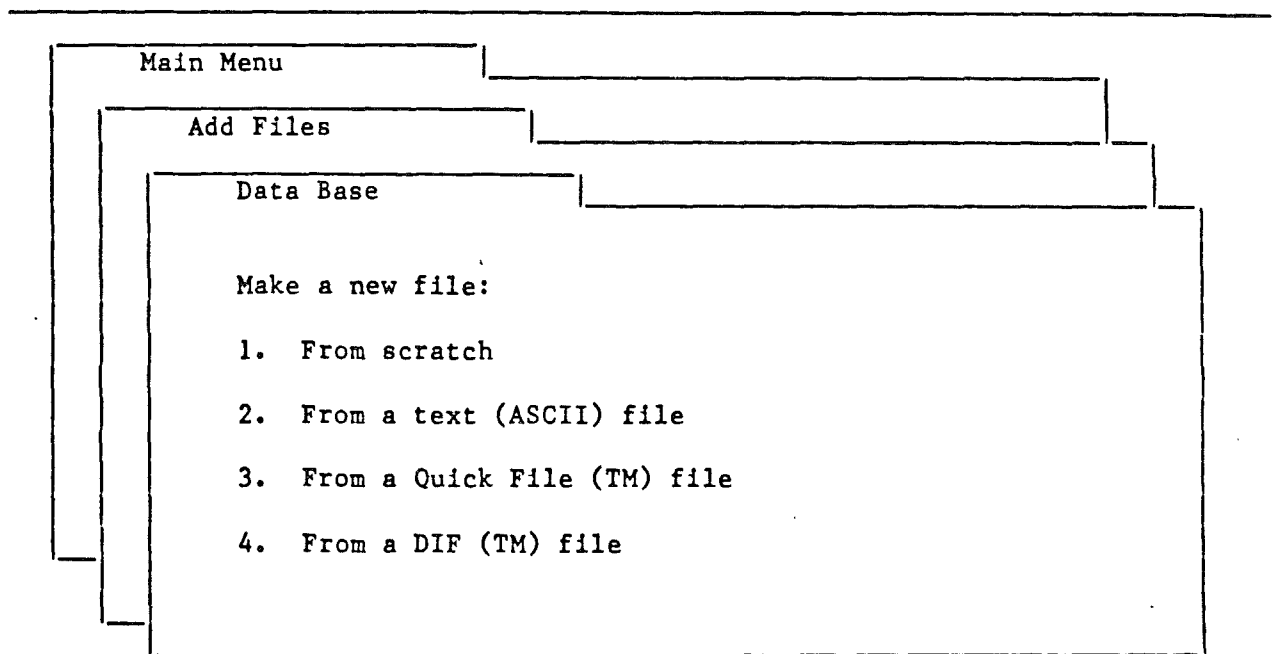 Main Menu
Add Files
Data Base
Make a new file:
1. From scratch
2. From a text (ASCII) file
3. From a Quick File (TM) file
4. From a DIF (TM) file